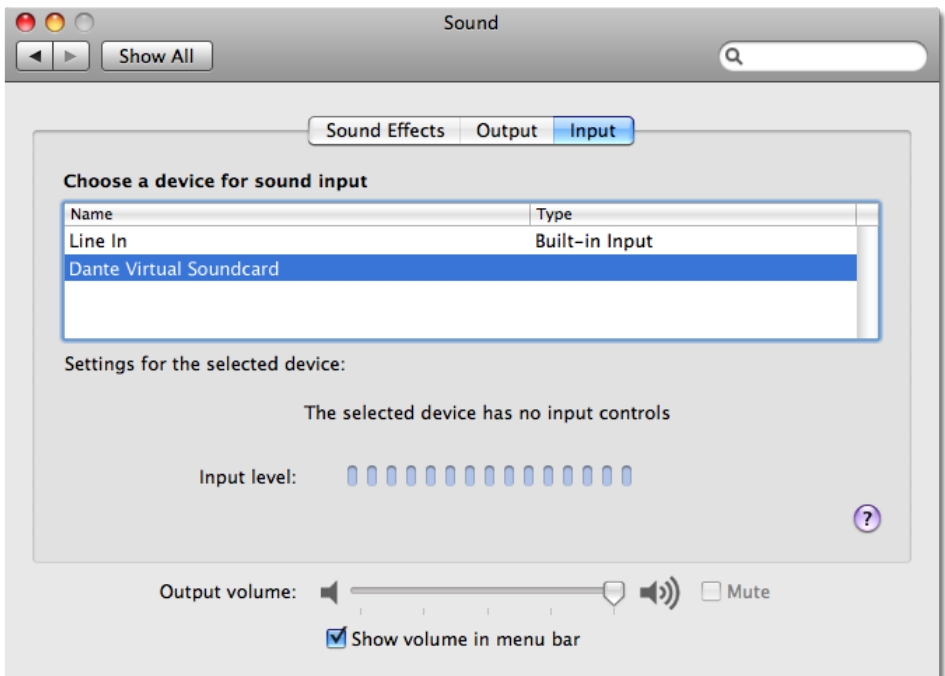 Sound
Show All
Sound Effects Output Input
Choose a device for sound input
Name Type
Line In Built-in Input
Dante Virtual Soundcard
Settings for the selected device:
The selected device has no input controls
Input level:
?
Output volume: Mute
Show volume in menu bar